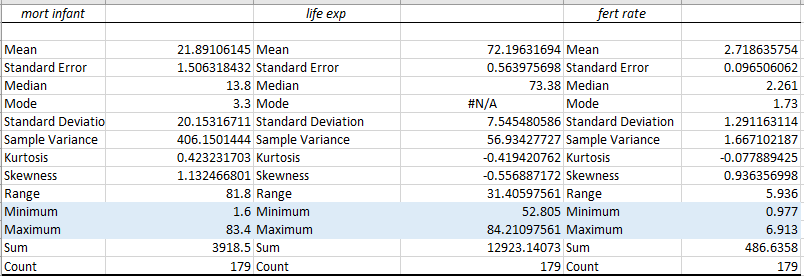 mort infant life exp fert rate
Mean 21.89106145 Mean 72.19631694 Mean 2.718635754
Standard Error 1.506318432 Standard Error 0.563975698 Standard Error 0.096506062
Median 13.8 Median 73.38 Median 2.261
Mode 3.3 Mode #N/A Mode 1.73
Standard Deviatio 20.15316711 Standard Deviation 7.545480586 Standard Deviation 1.291163114
Sample Variance 406.1501444 Sample Variance 56.93427727 Sample Variance 1.667102187
Kurtosis 0.423231703 Kurtosis -0.419420762 Kurtosis -0.077889425
Skewness 1.132466801 Skewness -0.556887172 Skewness 0.936356998
Range 81.8 Range 31.40597561 Range 5.936
Minimum 1.6 Minimum 52.805 Minimum 0.977
Maximum 83.4 Maximum 84.21097561 Maximum 6.913
Sum 3918.5 Sum 12923.14073 Sum 486.6358
Count 179 Count 179 Count 179